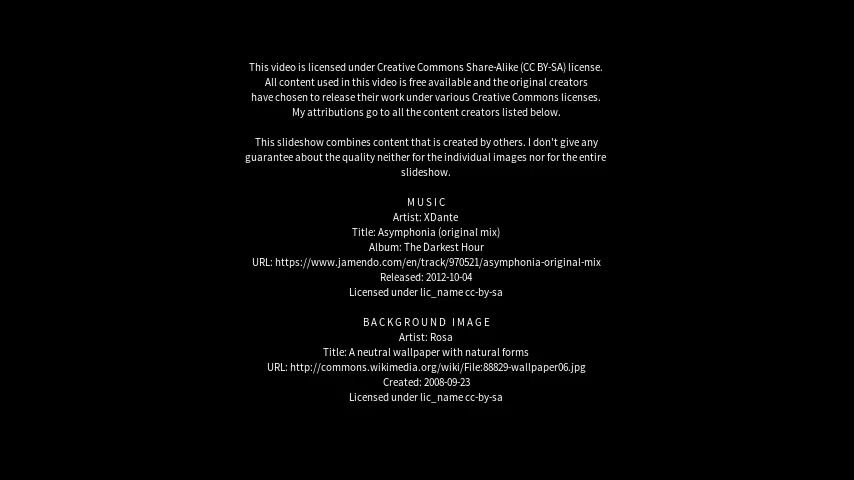 This video is licensed under Creative Commons Share-Alike (CC BY-SA) license.
All content used in this video is free available and the original creators
have chosen to release their work under various Creative Commons licenses.
My attributions go to all the content creators listed below.
This slideshow combines content that is created by others. I don't give any
guarantee about the quality neither for the individual images nor for the entire
slideshow.
MUSIC
Artist: XDante
Title: Asymphonia (original mix)
Album: The Darkest Hour
URL: https://www.jamendo.com/en/track/970521/asymphonia-original-mix
Released: 2012-10-04
Licensed under lic_name cc-by-sa
BACKGROUND IMAGE
Artist: Rosa
Title: A neutral wallpaper with natural forms
URL: http://commons.wikimedia.org/wiki/File:88829-wallpaper06.jpg
Created: 2008-09-23
Licensed under lic_name cc-by-sa